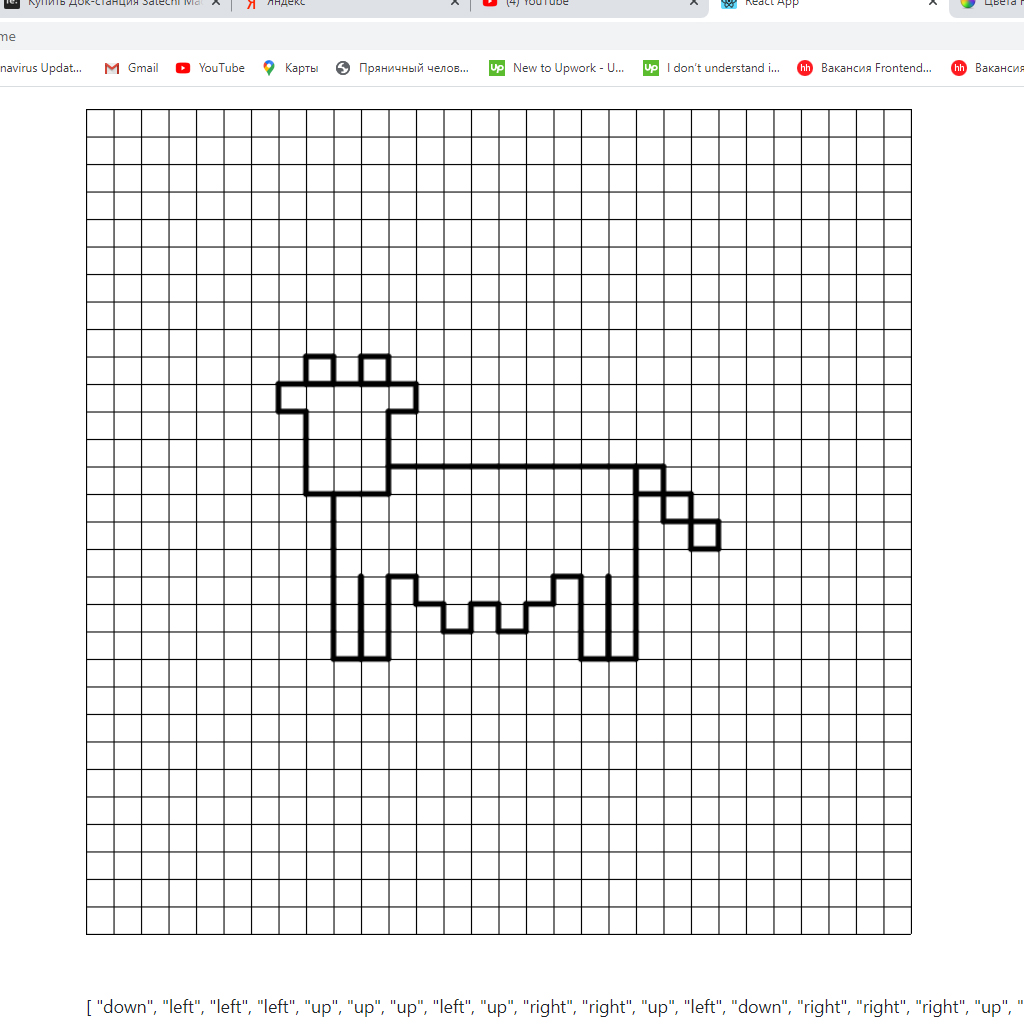 Купить Док-станция Satechi Ma
Яндекс
(4) YouTube
React App
Цвета
me
navirus Updat...
Gmail
YouTube
Карты
Пряничный челов...
New to Upwork - U...
I don't understand i...
Вакансия Frontend...
Вакансия
[ "down", "left", "left", "left", "up", "up", "up", "left", "up", "right", "right", "up", "left", "down", "right", "right", "right", "up", "